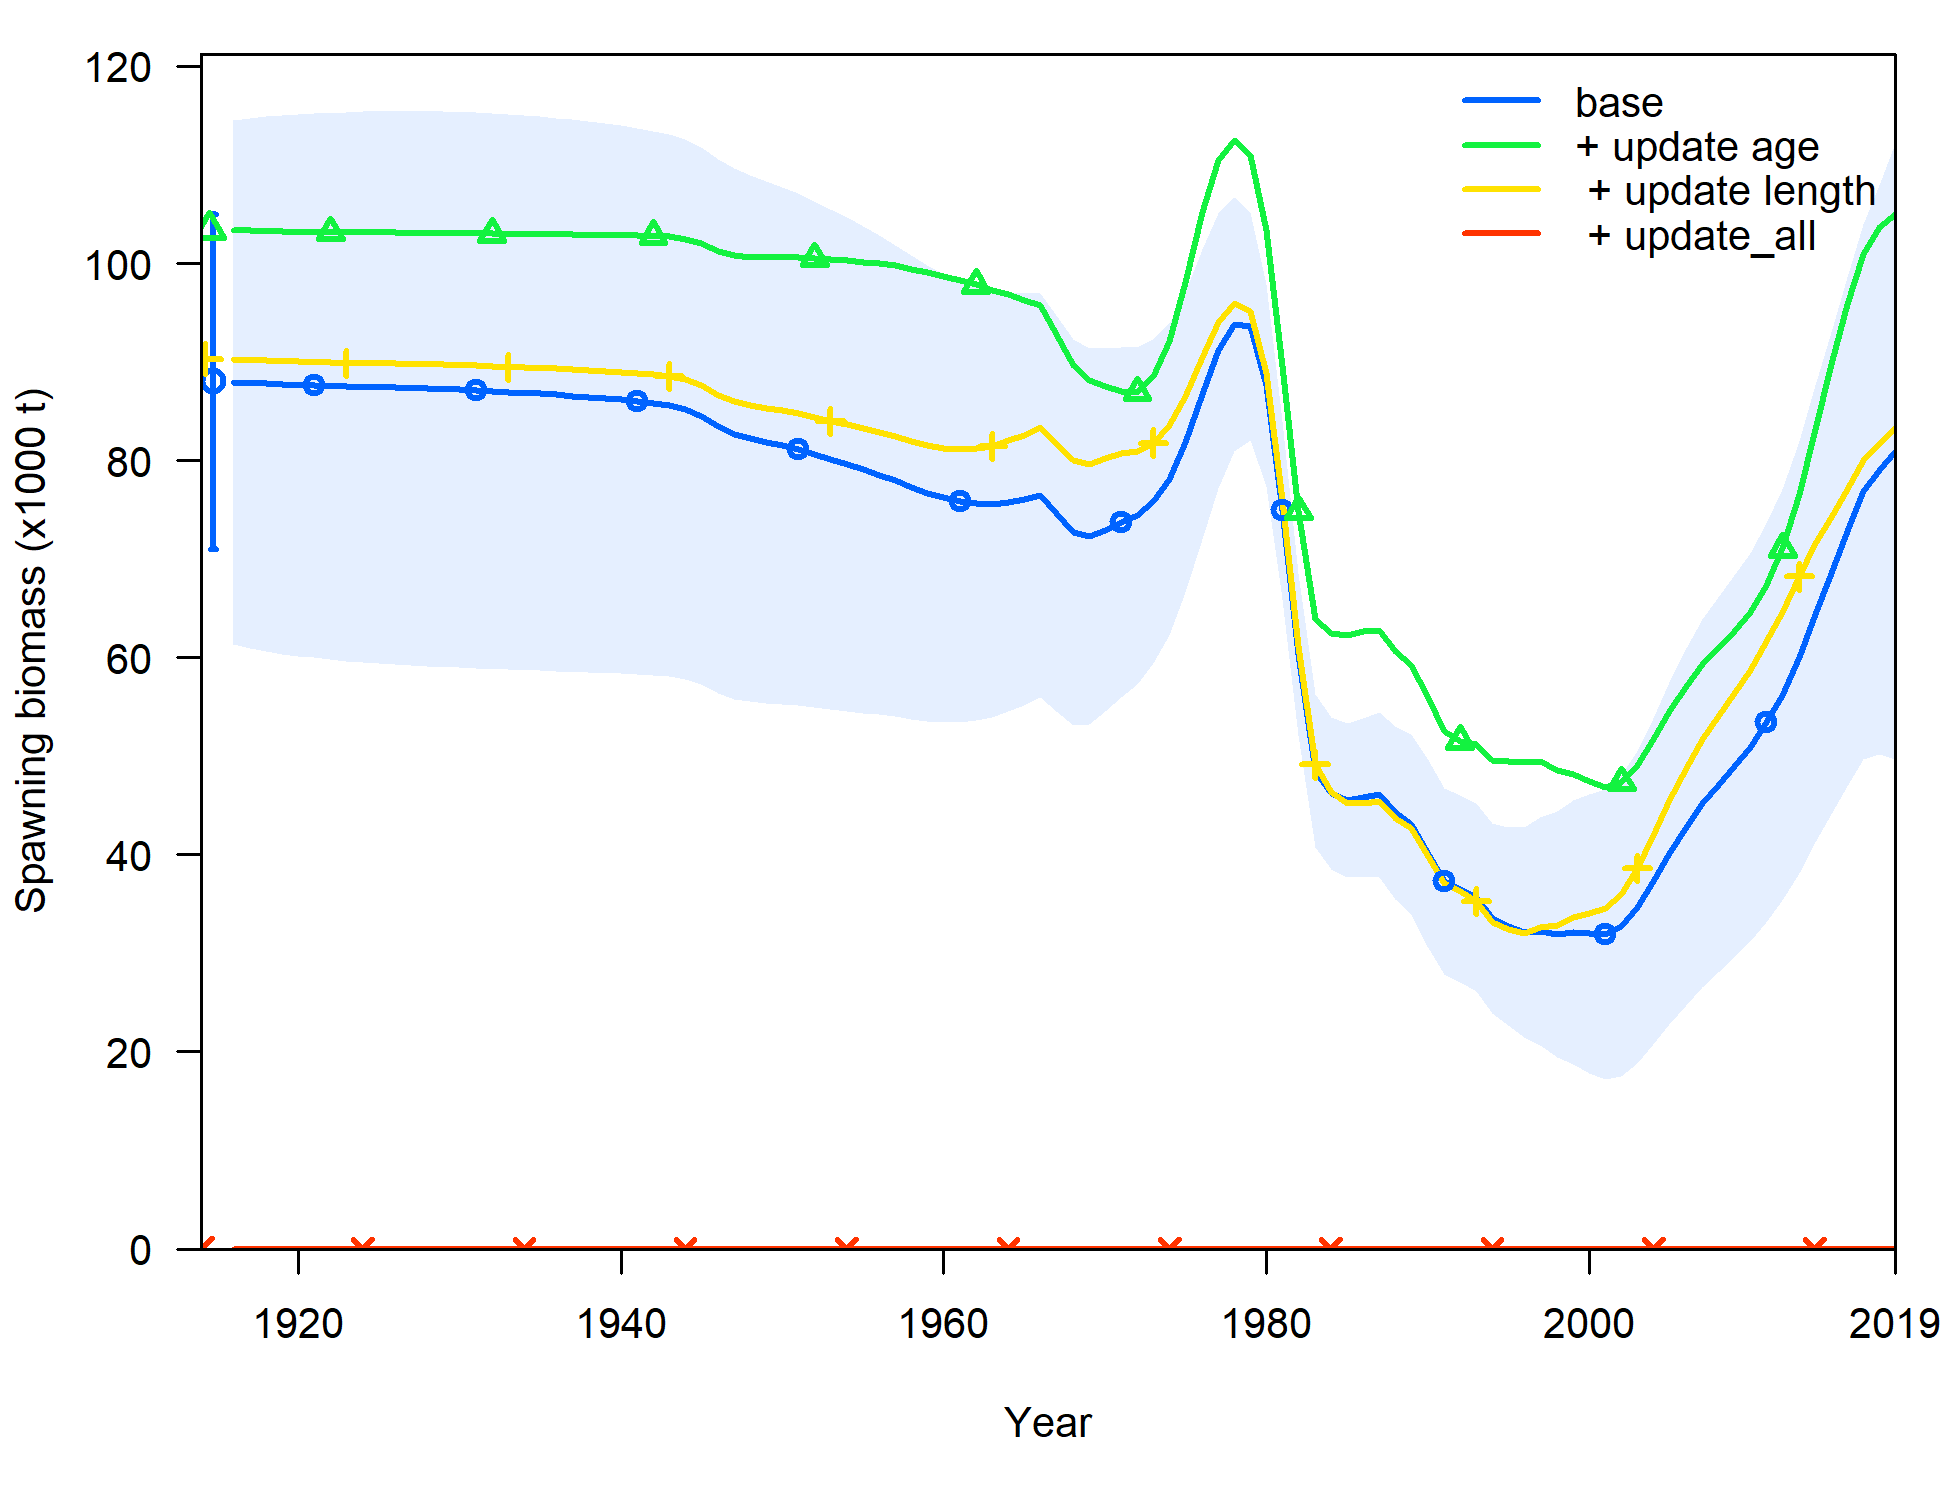 base
+ update age
+ update length
+ update_all
Spawning biomass (x1000 t)
120
100
80
60
40
20
0
1920 1940 1960 1980 2000 2019
Year